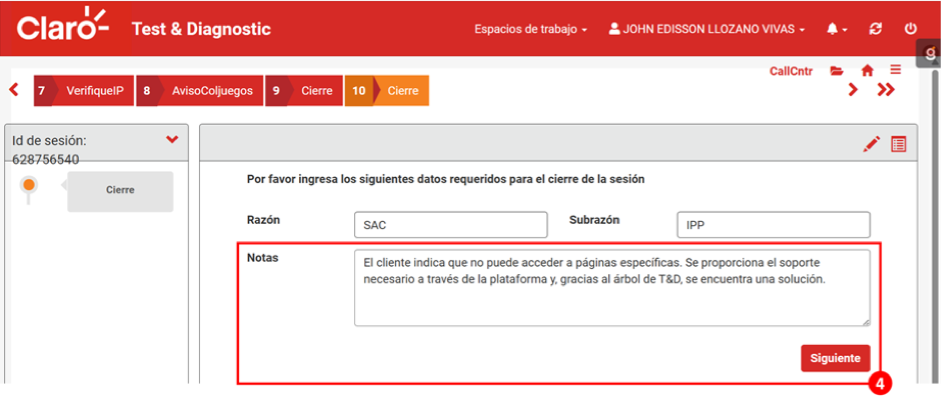 Claro
Test & Diagnostic
Espacios de trabajo
JOHN EDISSON LLOZANO VIVAS
CallCntr
7 VerifiqueIP 8 AvisoColjuegos 9 Cierre 10 Cierre
Id de sesión:
628756540
Cierre
Por favor ingresa los siguientes datos requeridos para el cierre de la sesión
Razón SAC Subrazón IPP
Notas
El cliente indica que no puede acceder a páginas específicas. Se proporciona el soporte
necesario a través de la plataforma y, gracias al árbol de T&D, se encuentra una solución.
Siguiente
4